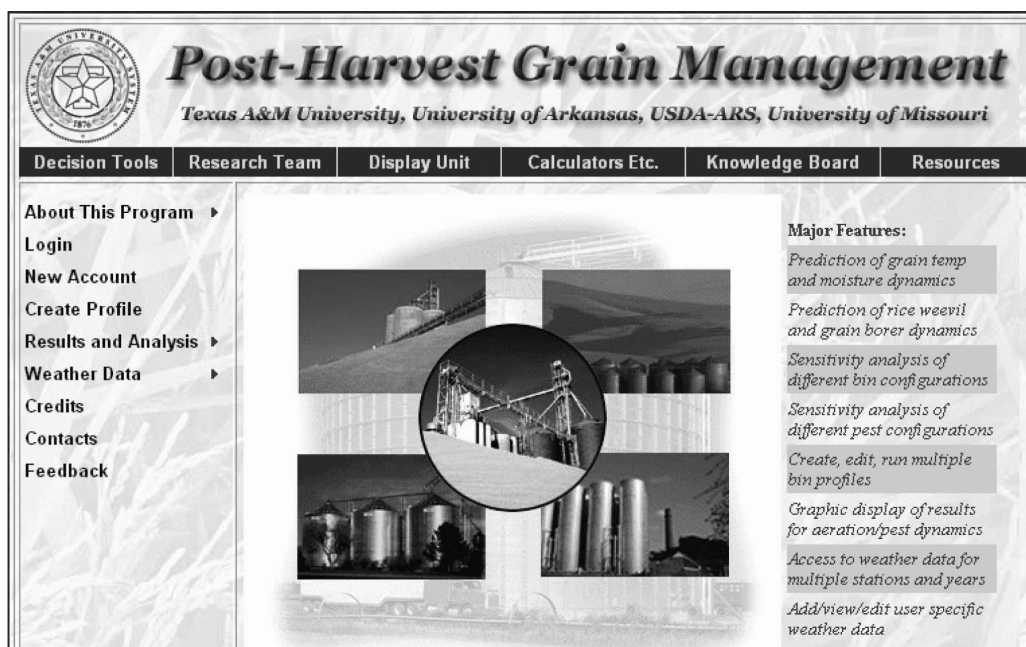 TEXAS A&M UNIVERSITY SYSTEM
1876
Post-Harvest Grain Management
Texas A&M University, University of Arkansas, USDA-ARS, University of Missouri
Decision Tools
Research Team
Display Unit
Calculators Etc.
Knowledge Board
Resources
About This Program
Login
New Account
Create Profile
Results and Analysis
Weather Data
Credits
Contacts
Feedback
Major Features:
Prediction of grain temp
and moisture dynamics
Prediction of rice weevil
and grain borer dynamics
Sensitivity analysis of
different bin configurations
Sensitivity analysis of
different pest configurations
Create, edit, run multiple
bin profiles
Graphic display of results
for aeration/pest dynamics
Access to weather data for
multiple stations and years
Add/view/edit user specific
weather data